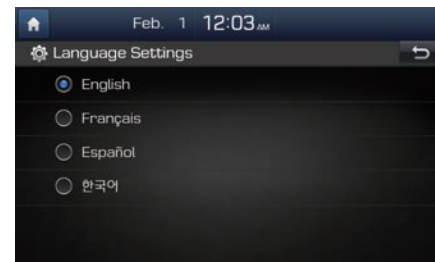 Feb. 1 12:03 AM
Language Settings
English
Français
Español
한국어